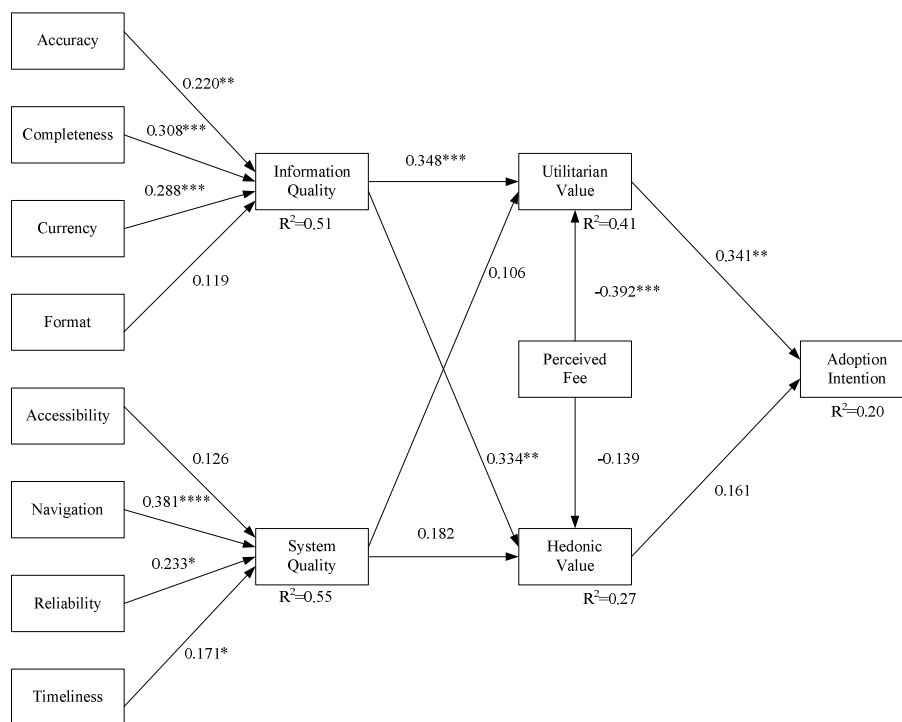 Accuracy
0.220**
Completeness
0.308***
Information
Quality
R²=0.51
0.348***
Utilitarian
Value
R²=0.41
Currency
0.288***
Format
0.119
0.106
-0.392***
0.341**
Perceived
Fee
Adoption
Intention
R²=0.20
Accessibility
0.126
0.334**
-0.139
0.161
Navigation
0.381****
System
Quality
R²=0.55
0.182
Hedonic
Value
R²=0.27
Reliability
0.233*
Timeliness
0.171*